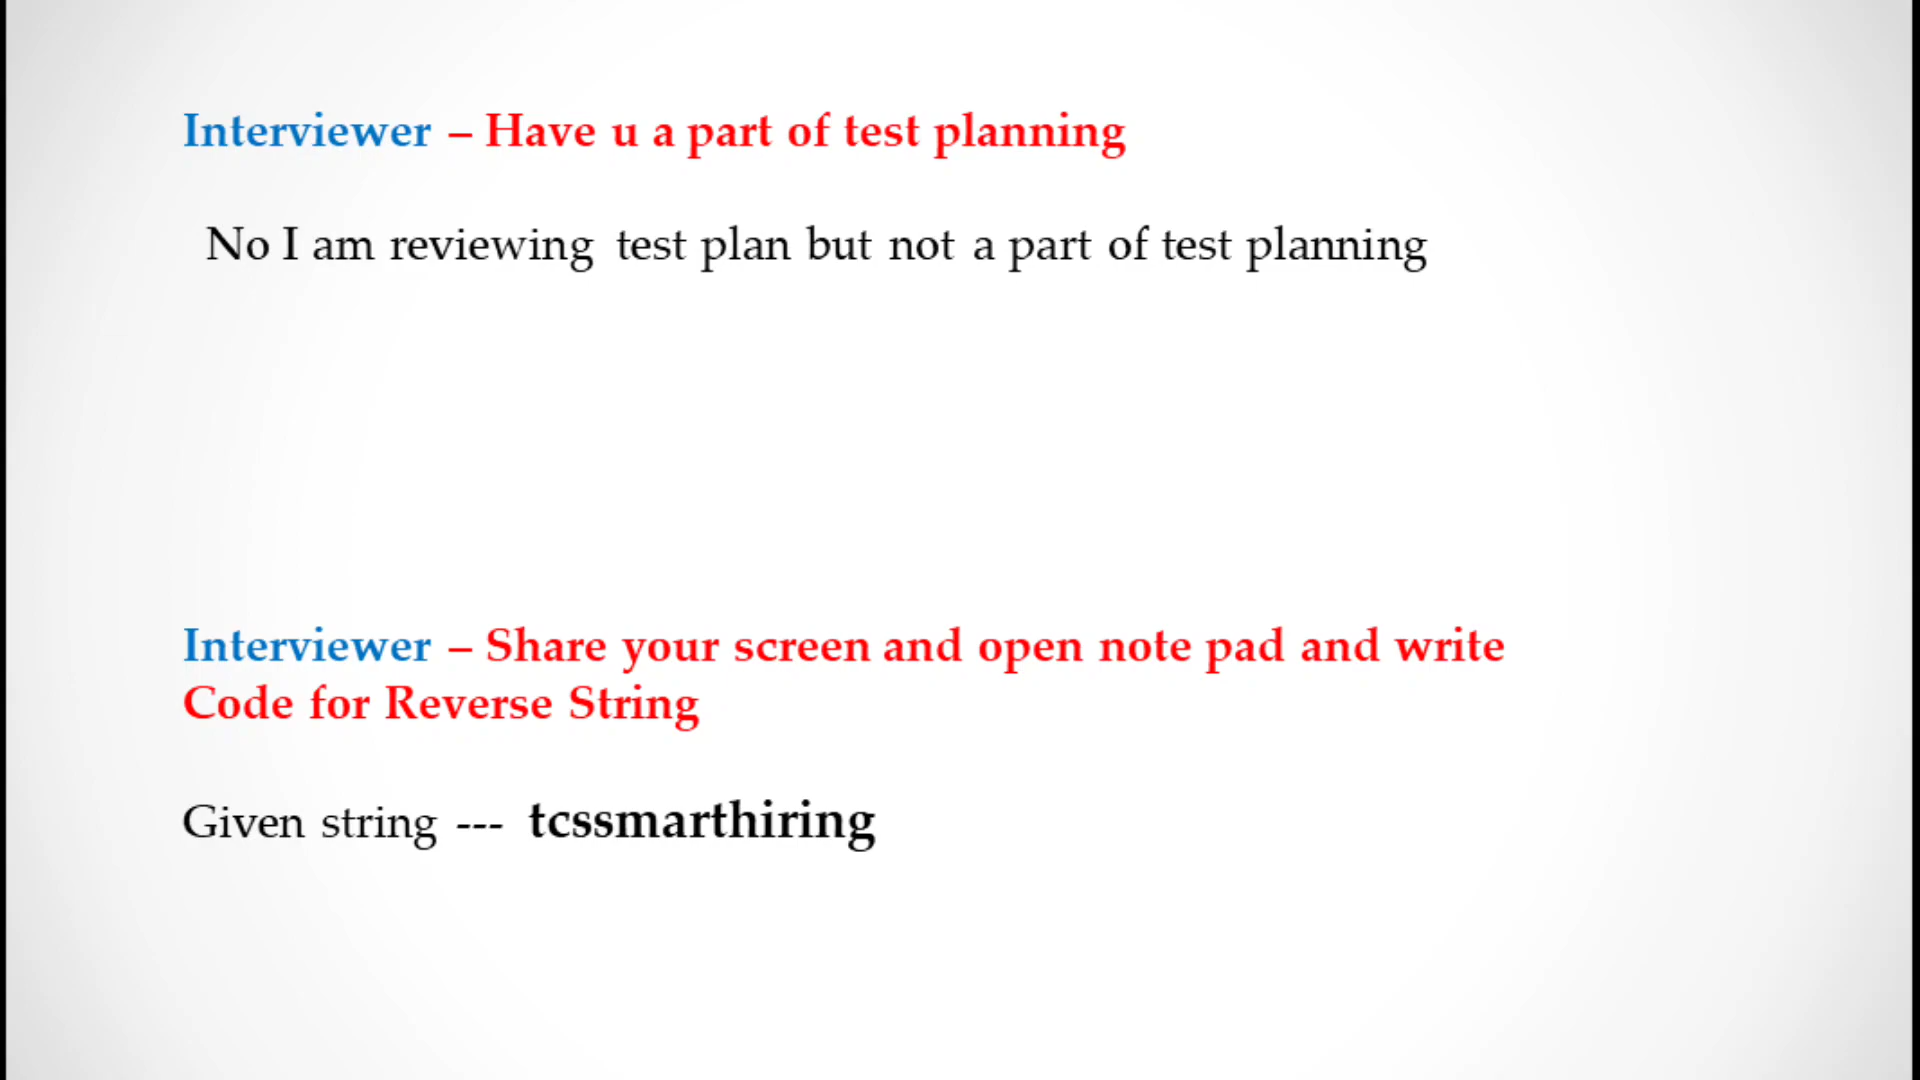 Interviewer – Have u a part of test planning
No I am reviewing test plan but not a part of test planning
Interviewer – Share your screen and open note pad and write
Code for Reverse String
Given string --- tcssmarthiring